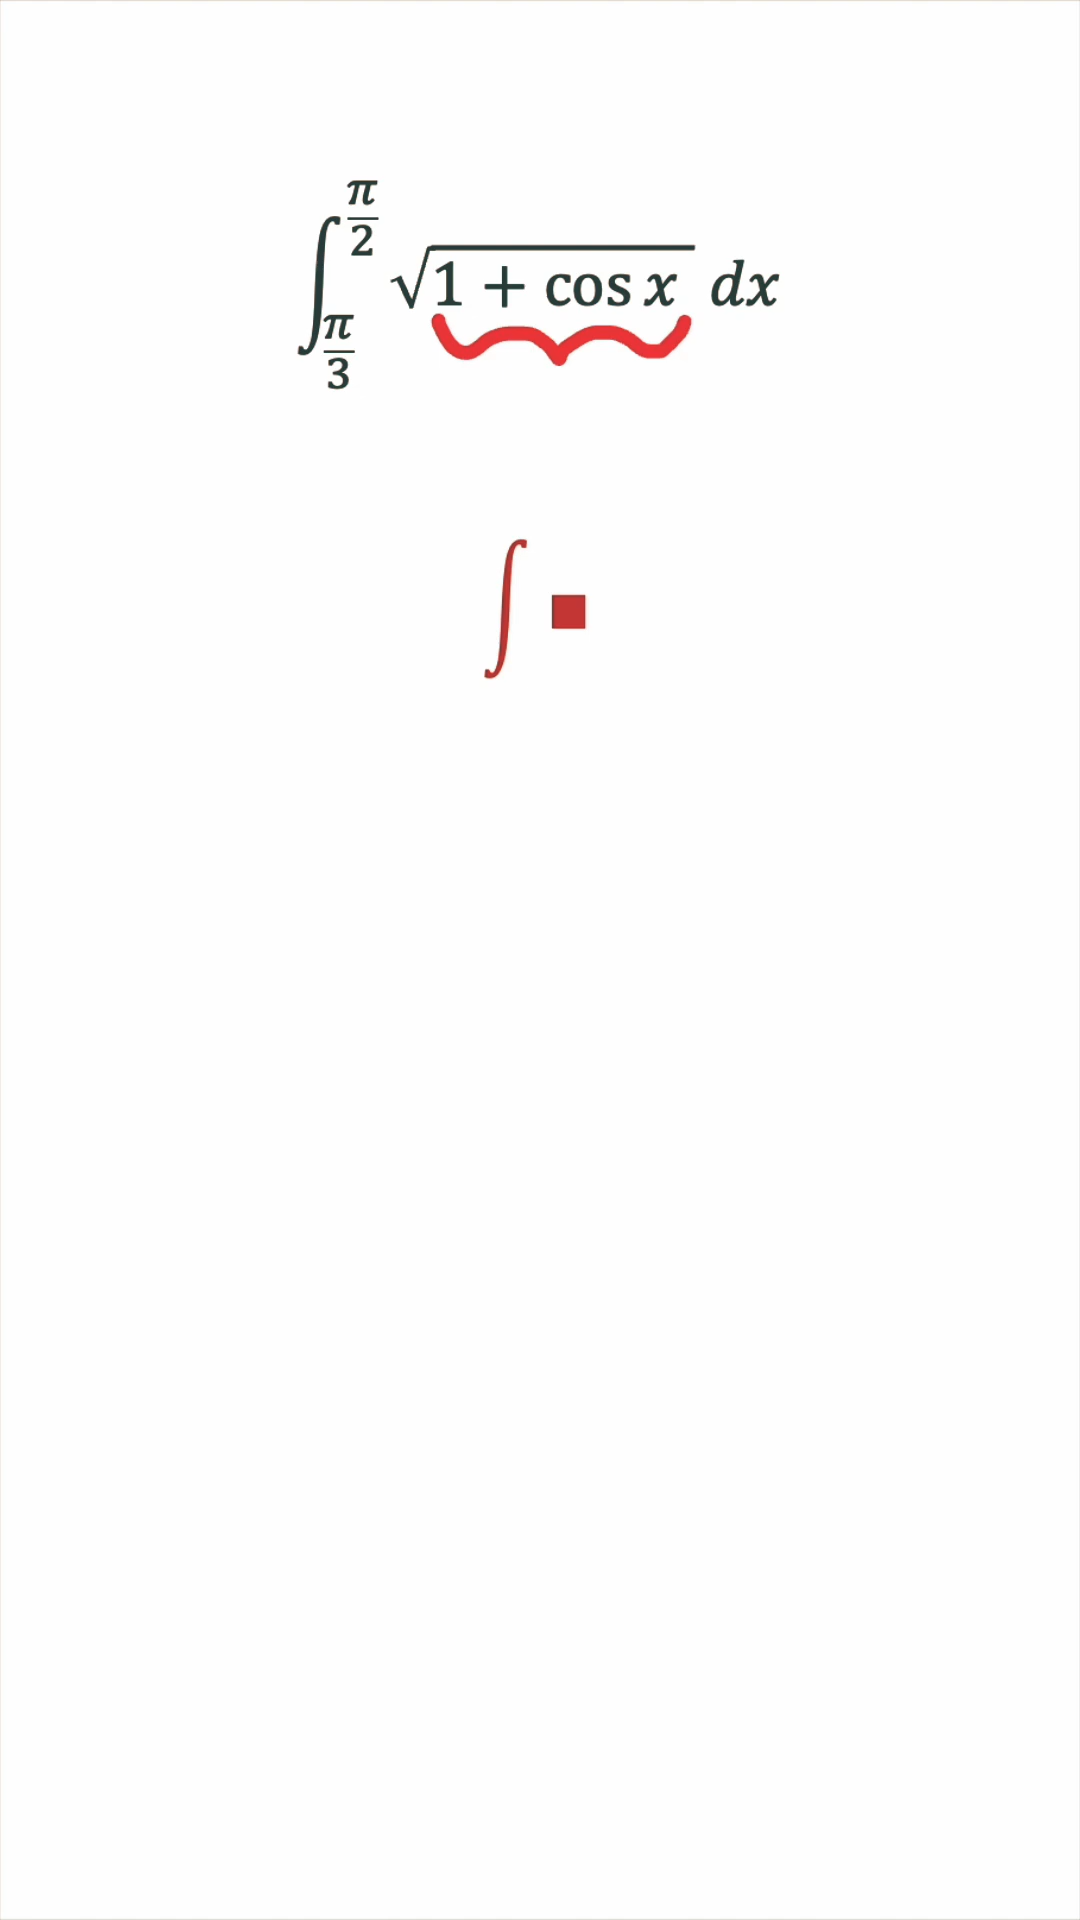 ∫_{π/3}^{π/2} √(1 + cos x) dx
∫ ■